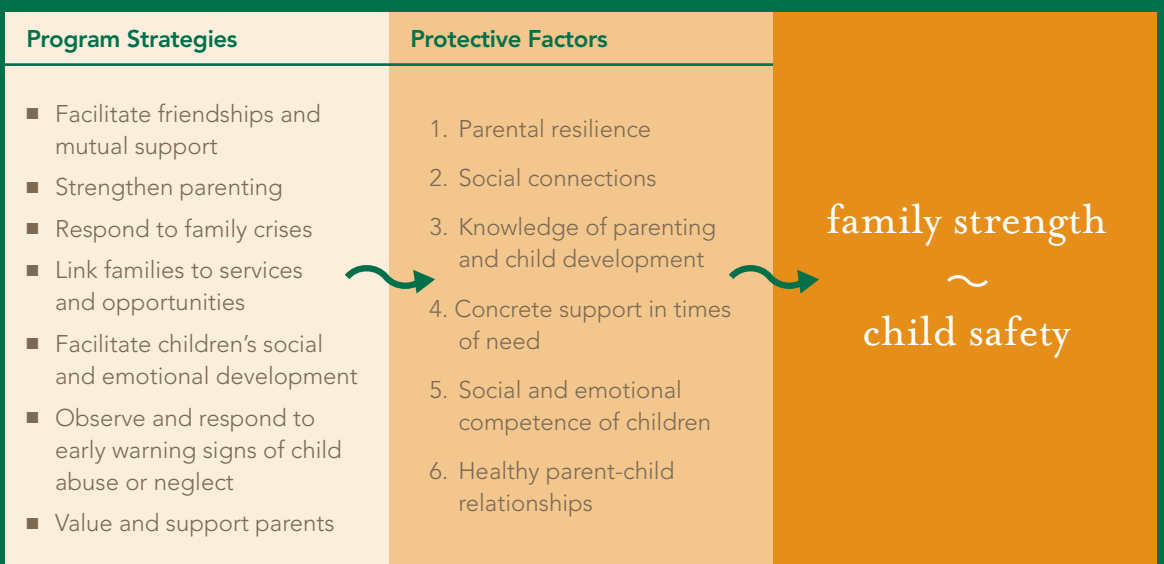 Program Strategies
■ Facilitate friendships and
mutual support
■ Strengthen parenting
■ Respond to family crises
■ Link families to services
and opportunities
■ Facilitate children’s social
and emotional development
■ Observe and respond to
early warning signs of child
abuse or neglect
■ Value and support parents
Protective Factors
1. Parental resilience
2. Social connections
3. Knowledge of parenting
and child development
4. Concrete support in times
of need
5. Social and emotional
competence of children
6. Healthy parent-child
relationships
family strength
~
child safety